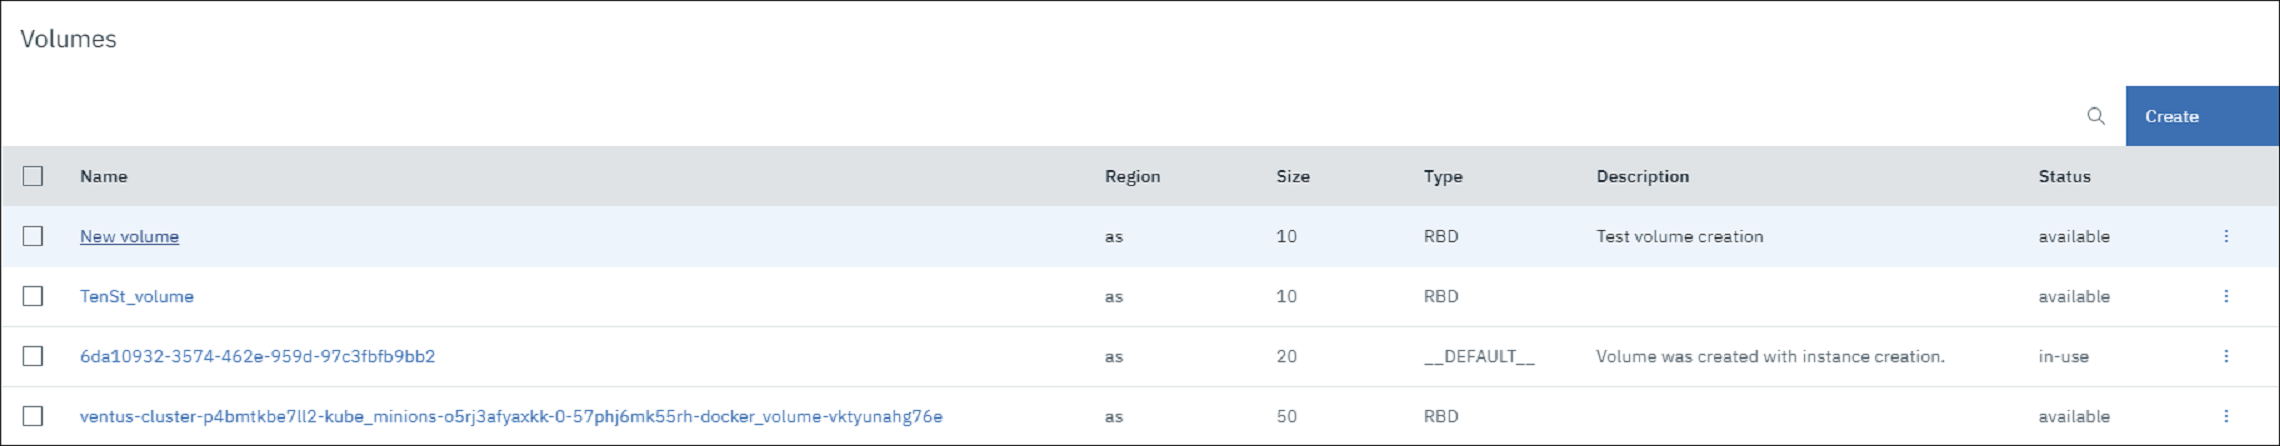 Volumes
Create
Name Region Size Type Description Status
New volume as 10 RBD Test volume creation available
TenSt_volume as 10 RBD available
6da10932-3574-462e-959d-97c3fbfb9bb2 as 20 __DEFAULT__ Volume was created with instance creation. in-use
ventus-cluster-p4bmtkbe7ll2-kube_minions-o5rj3afyaxkk-0-57phj6mk55rh-docker_volume-vktyunahg76e as 50 RBD available